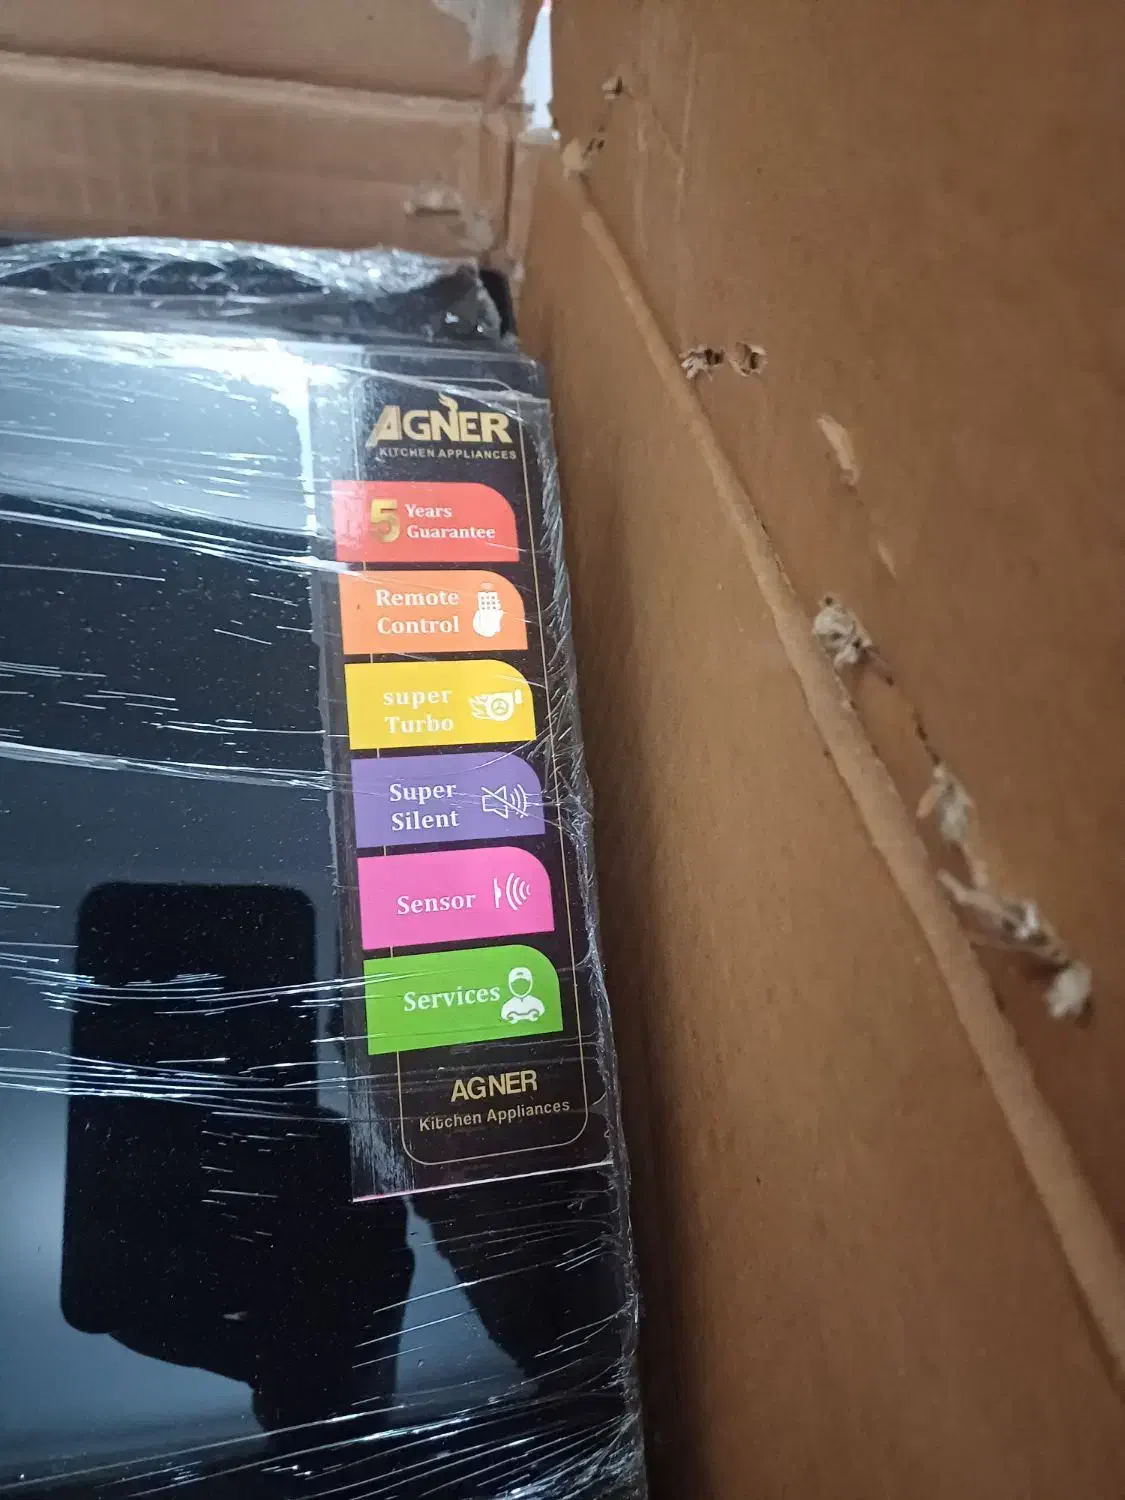 AGNER
KITCHEN APPLIANCES
5 Years
Guarantee
Remote
Control
super
Turbo
Super
Silent
Sensor
Services
AGNER
Kitchen Appliances